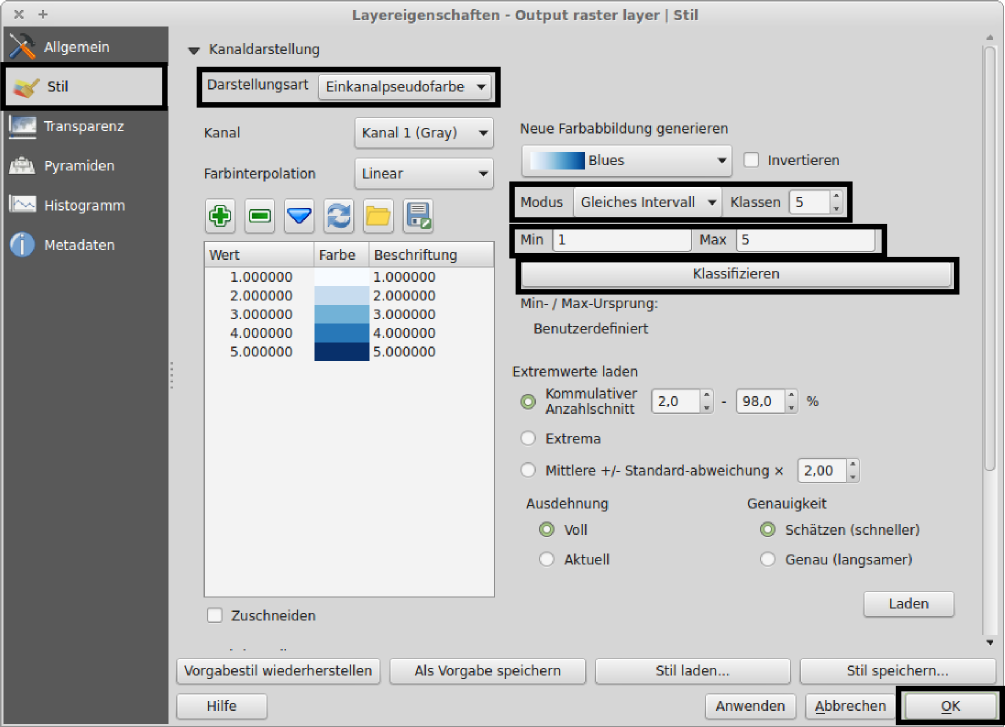 Layereigenschaften - Output raster layer | Stil
Allgemein
Stil
Transparenz
Pyramiden
Histogramm
Metadaten
Kanaldarstellung
Darstellungsart Einkanalpseudofarbe
Kanal Kanal 1 (Gray)
Farbinterpolation Linear
Wert Farbe Beschriftung
1.000000 1.000000
2.000000 2.000000
3.000000 3.000000
4.000000 4.000000
5.000000 5.000000
Zuschneiden
Neue Farbabbildung generieren
Blues Invertieren
Modus Gleiches Intervall Klassen 5
Min 1 Max 5
Klassifizieren
Min- / Max-Ursprung:
Benutzerdefiniert
Extremwerte laden
Kommulativer
Anzahlschnitt 2,0 - 98,0 %
Extrema
Mittlere +/- Standard-abweichung × 2,00
Ausdehnung Genauigkeit
Voll Schätzen (schneller)
Aktuell Genau (langsamer)
Laden
Vorgabestil wiederherstellen Als Vorgabe speichern Stil laden... Stil speichern...
Hilfe Anwenden Abbrechen OK